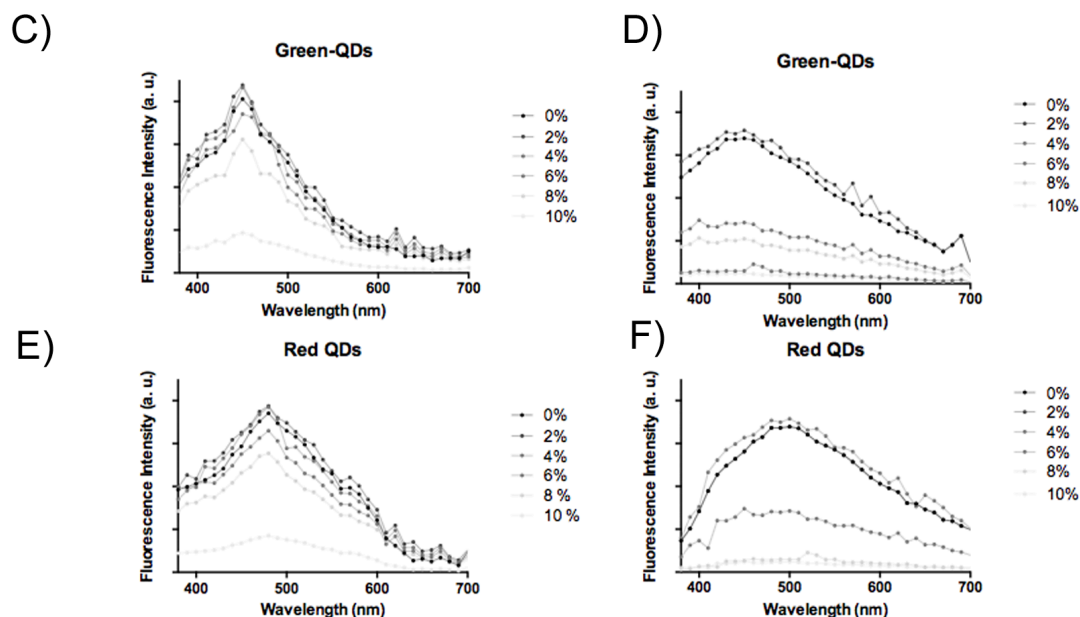 C)
Green-QDs
Fluorescence Intensity (a. u.)
400
500
600
700
Wavelength (nm)
0%
2%
4%
6%
8%
10%
D)
Green-QDs
Fluorescence Intensity (a. u.)
400
500
600
700
Wavelength (nm)
0%
2%
4%
6%
8%
10%
E)
Red QDs
Fluorescence Intensity (a. u.)
400
500
600
700
Wavelength (nm)
0%
2%
4%
6%
8 %
10 %
F)
Red QDs
Fluorescence Intensity (a. u.)
400
500
600
700
Wavelength (nm)
0%
2%
4%
6%
8%
10%